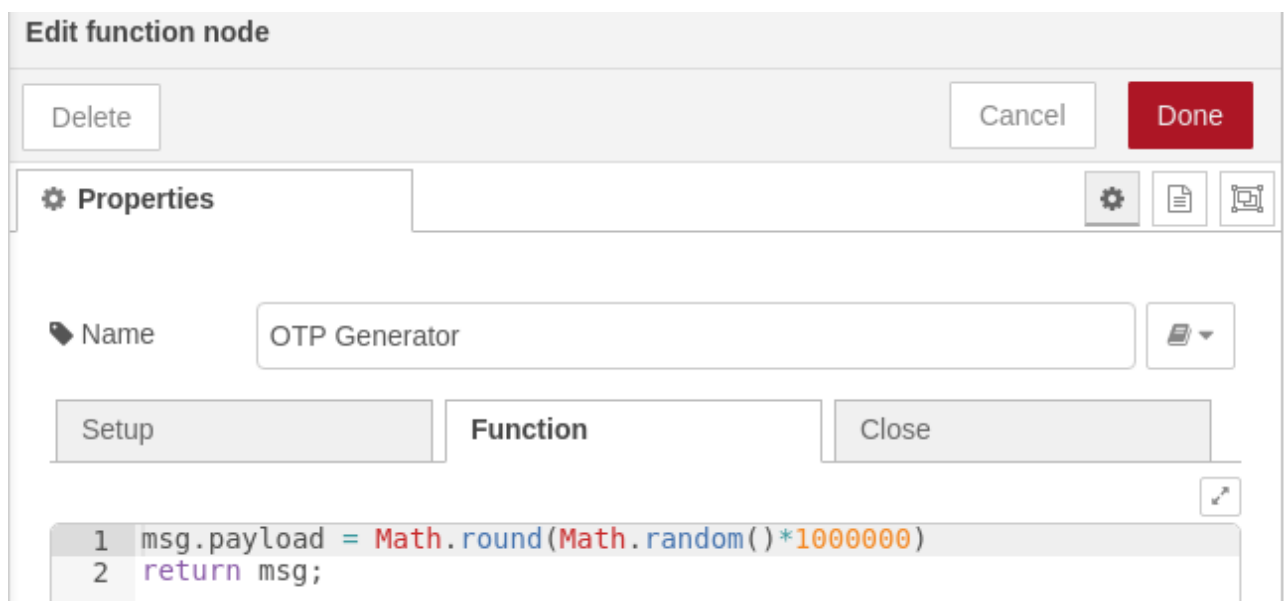 Edit function node
Delete Cancel Done
Properties
Name OTP Generator
Setup Function Close
1 msg.payload = Math.round(Math.random()*1000000)
2 return msg;